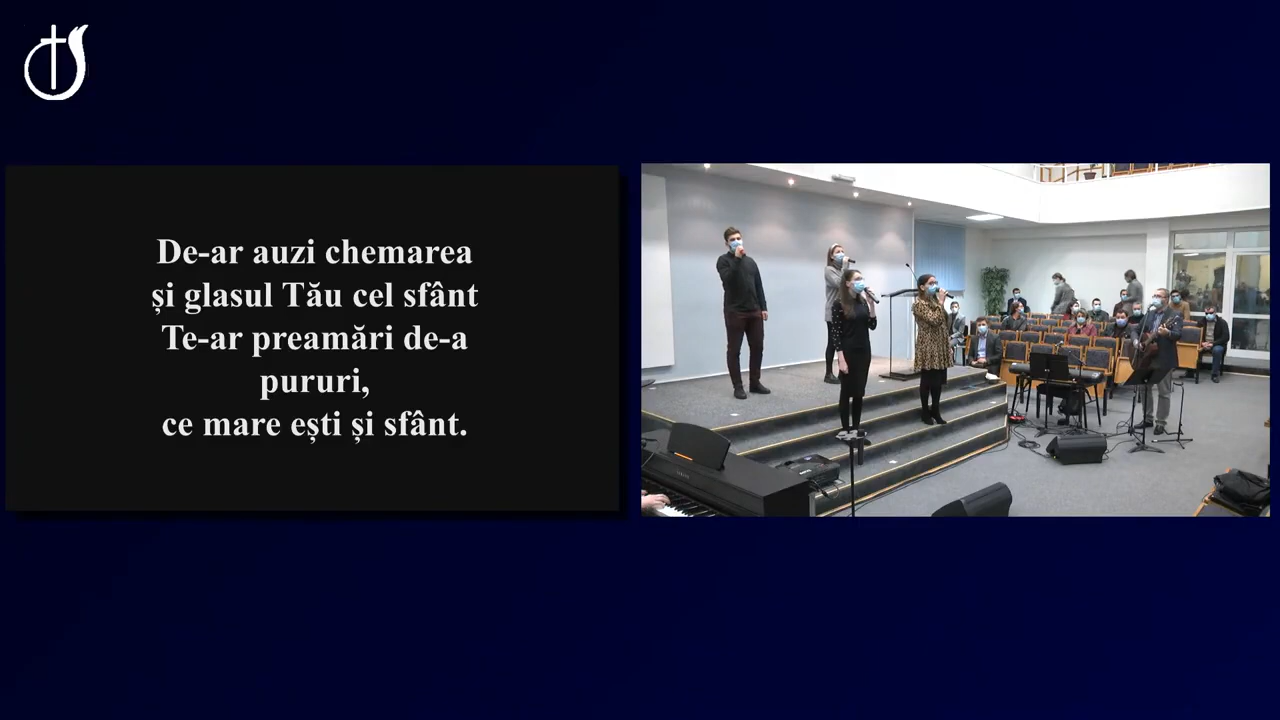 De-ar auzi chemarea
și glasul Tău cel sfânt
Te-ar preamări de-a
pururi,
ce mare ești și sfânt.